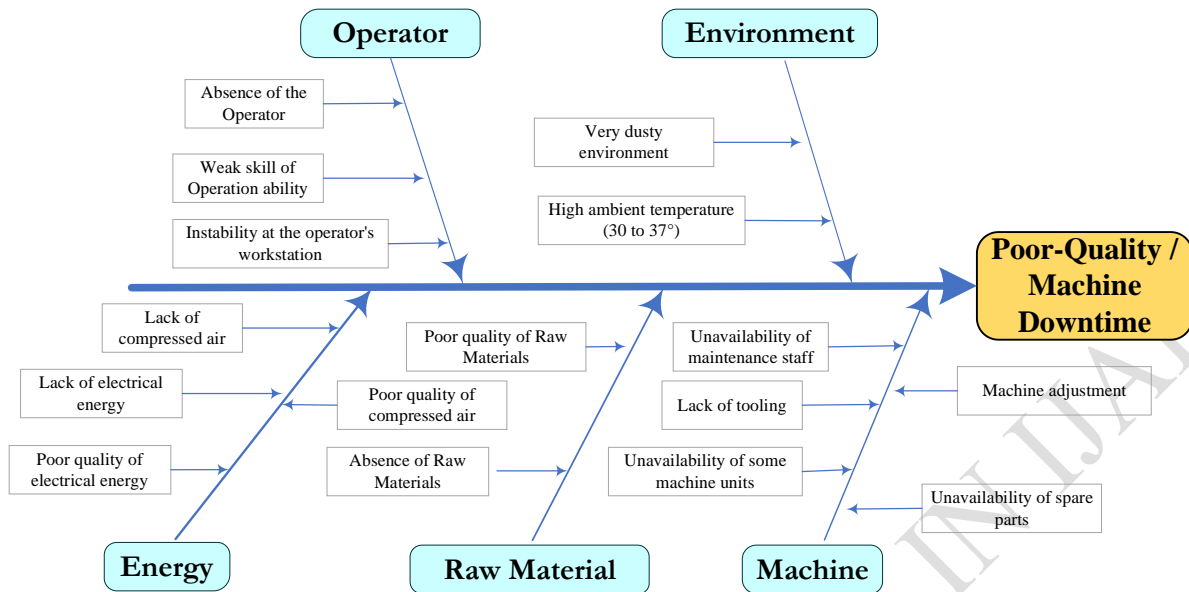 Operator
Environment
Absence of the
Operator
Weak skill of
Operation ability
Instability at the operator's
workstation
Very dusty
environment
High ambient temperature
(30 to 37°)
Poor-Quality /
Machine
Downtime
Lack of
compressed air
Lack of electrical
energy
Poor quality of
compressed air
Poor quality of
electrical energy
Poor quality of Raw
Materials
Absence of Raw
Materials
Unavailability of
maintenance staff
Machine adjustment
Lack of tooling
Unavailability of some
machine units
Unavailability of spare
parts
Energy
Raw Material
Machine
IN